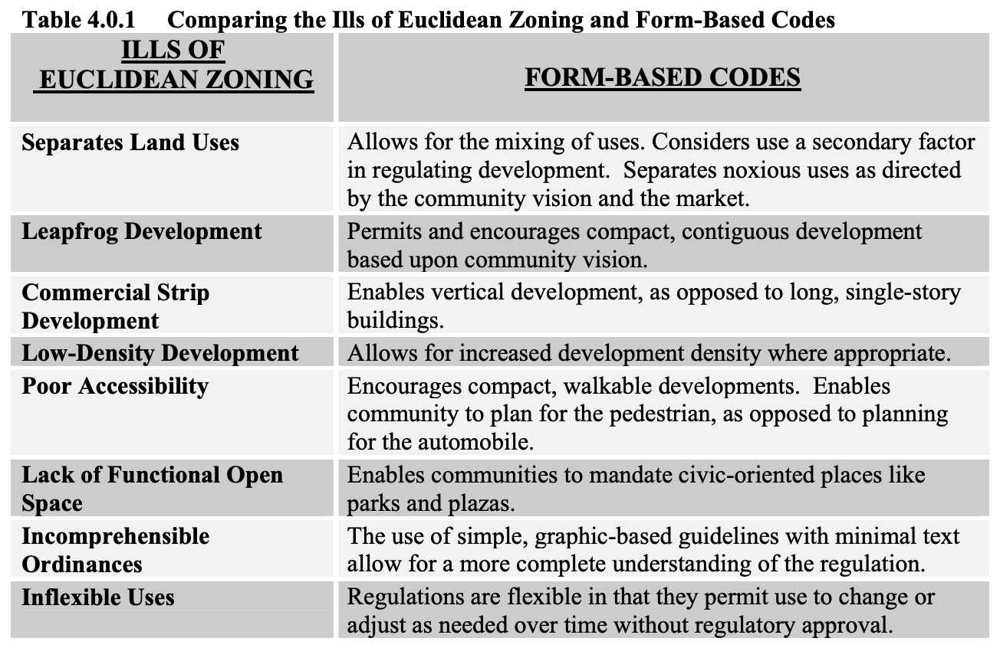 Table 4.0.1 Comparing the Ills of Euclidean Zoning and Form-Based Codes
ILLS OF
EUCLIDEAN ZONING
FORM-BASED CODES
Separates Land Uses
Allows for the mixing of uses. Considers use a secondary factor
in regulating development.  Separates noxious uses as directed
by the community vision and the market.
Leapfrog Development
Permits and encourages compact, contiguous development
based upon community vision.
Commercial Strip
Development
Enables vertical development, as opposed to long, single-story
buildings.
Low-Density Development
Allows for increased development density where appropriate.
Poor Accessibility
Encourages compact, walkable developments.  Enables
community to plan for the pedestrian, as opposed to planning
for the automobile.
Lack of Functional Open
Space
Enables communities to mandate civic-oriented places like
parks and plazas.
Incomprehensible
Ordinances
The use of simple, graphic-based guidelines with minimal text
allow for a more complete understanding of the regulation.
Inflexible Uses
Regulations are flexible in that they permit use to change or
adjust as needed over time without regulatory approval.